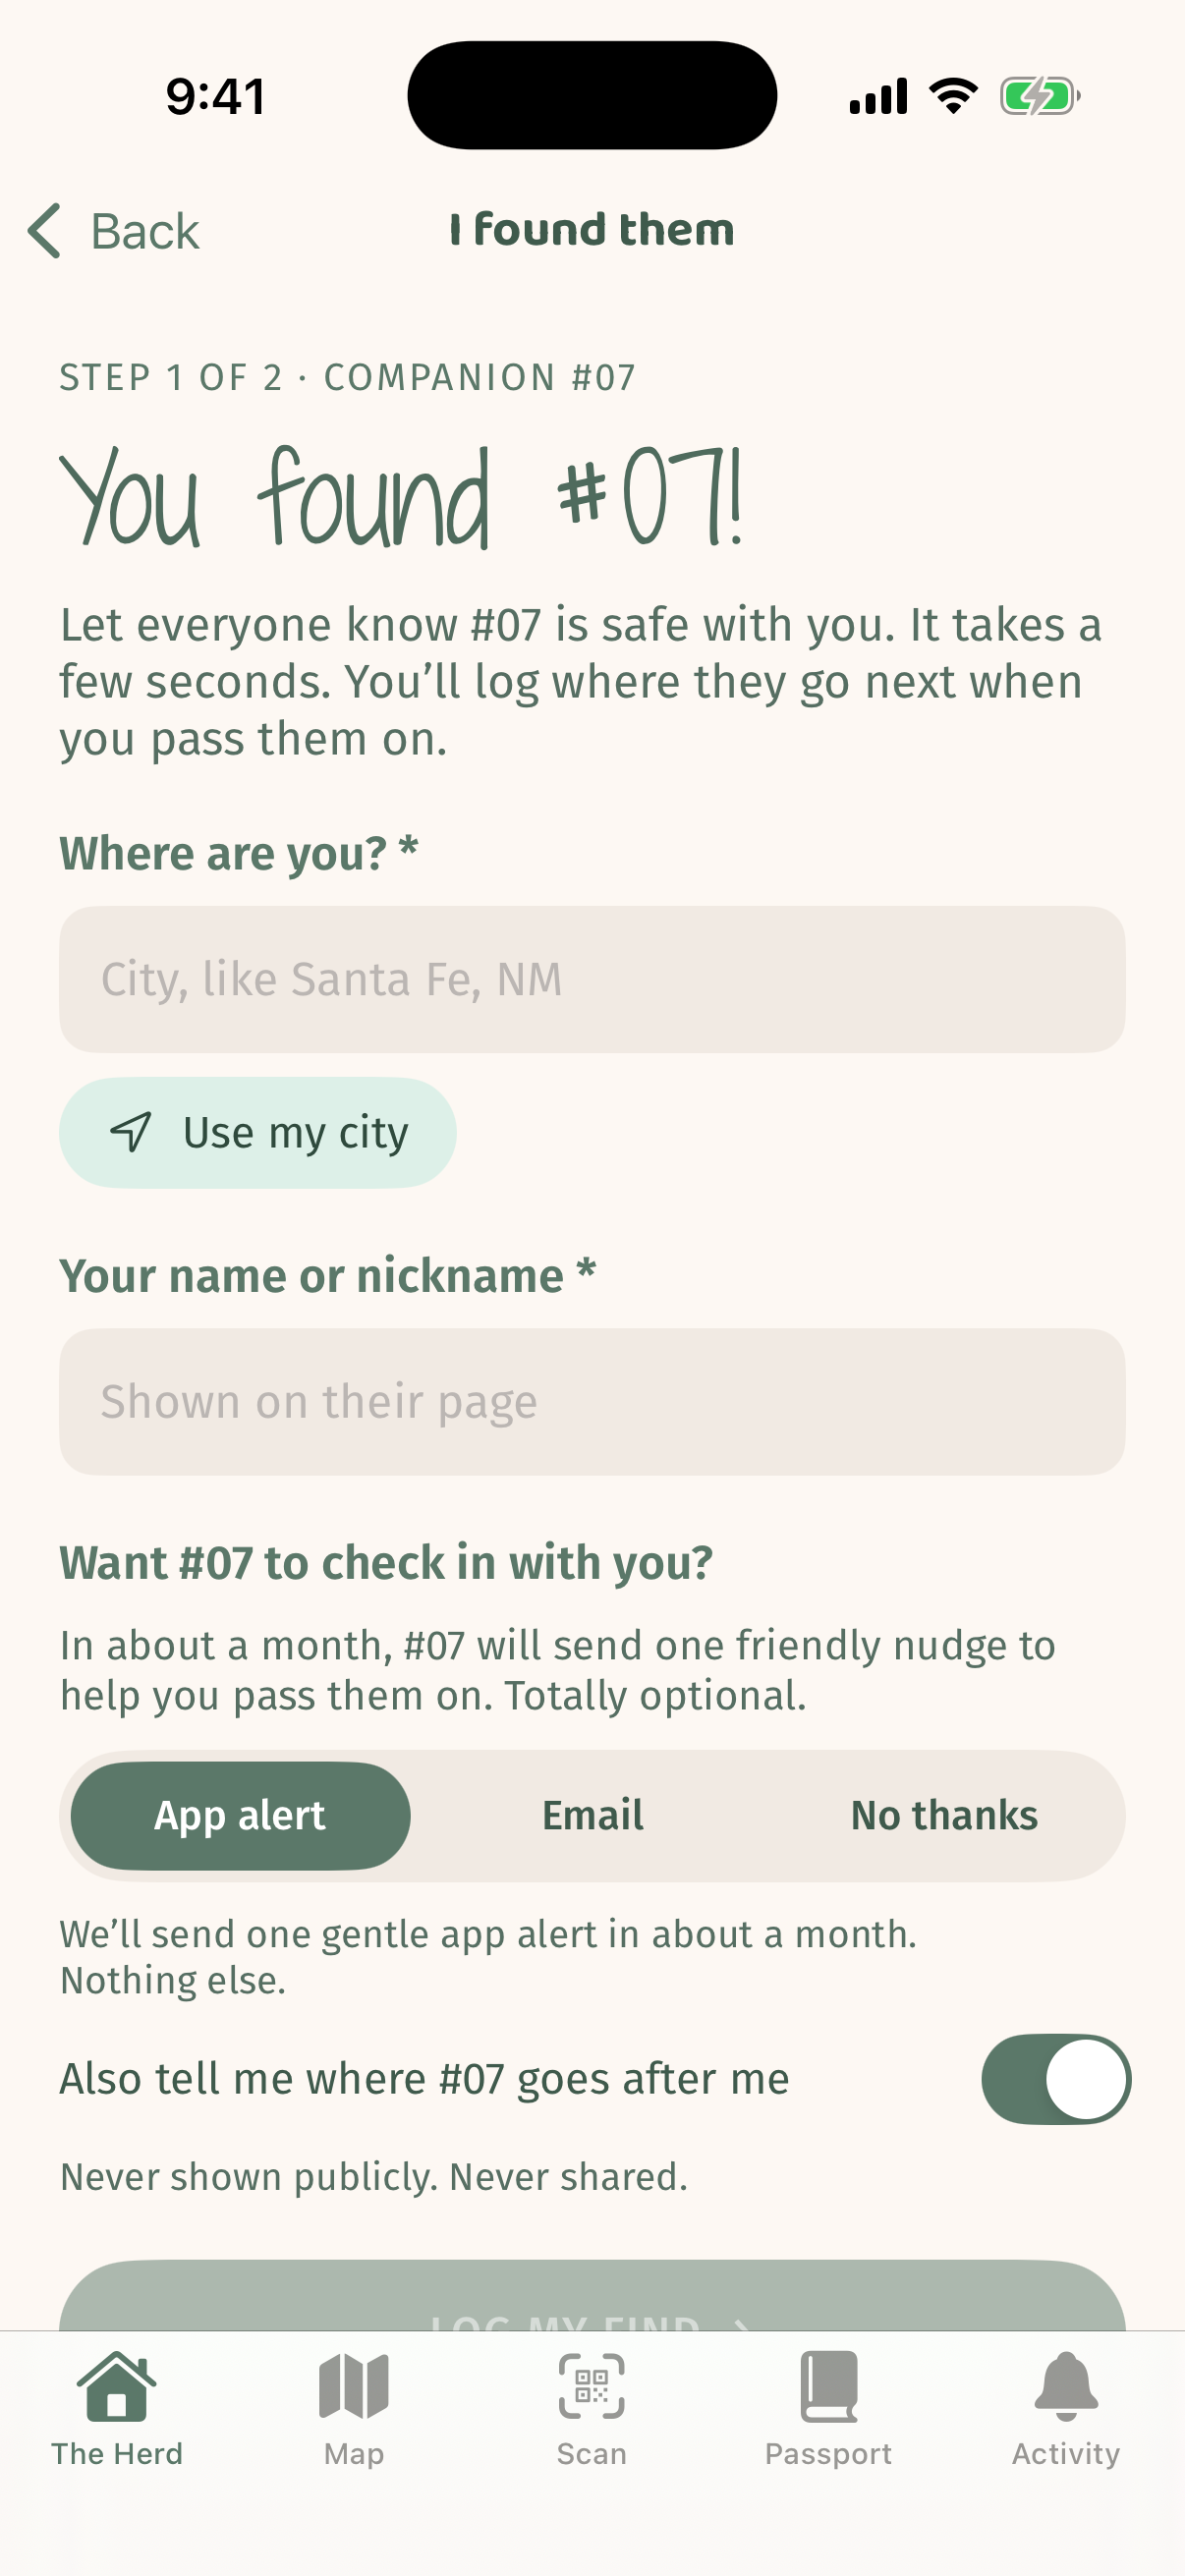 9:41
Back
I found them
STEP 1 OF 2 · COMPANION #07
You found #07!
Let everyone know #07 is safe with you. It takes a
few seconds. You’ll log where they go next when
you pass them on.
Where are you? *
City, like Santa Fe, NM
Use my city
Your name or nickname *
Shown on their page
Want #07 to check in with you?
In about a month, #07 will send one friendly nudge to
help you pass them on. Totally optional.
App alert
Email
No thanks
We’ll send one gentle app alert in about a month.
Nothing else.
Also tell me where #07 goes after me
Never shown publicly. Never shared.
LOG MY FIND
The Herd
Map
Scan
Passport
Activity